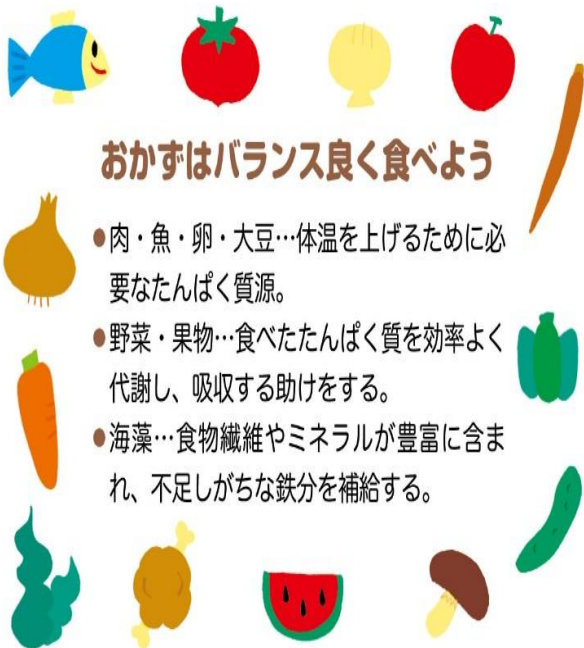 おかずはバランス良く食べよう
●肉・魚・卵・大豆…体温を上げるために必
要なたんぱく質源。
●野菜・果物…食べたたんぱく質を効率よく
代謝し、吸収する助けをする。
●海藻…食物繊維やミネラルが豊富に含ま
れ、不足しがちな鉄分を補給する。